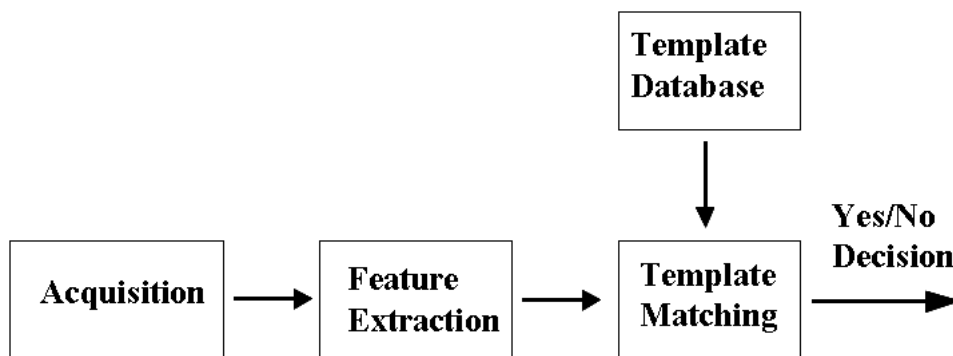 Template
Database
Yes/No
Decision
Acquisition
Feature
Extraction
Template
Matching